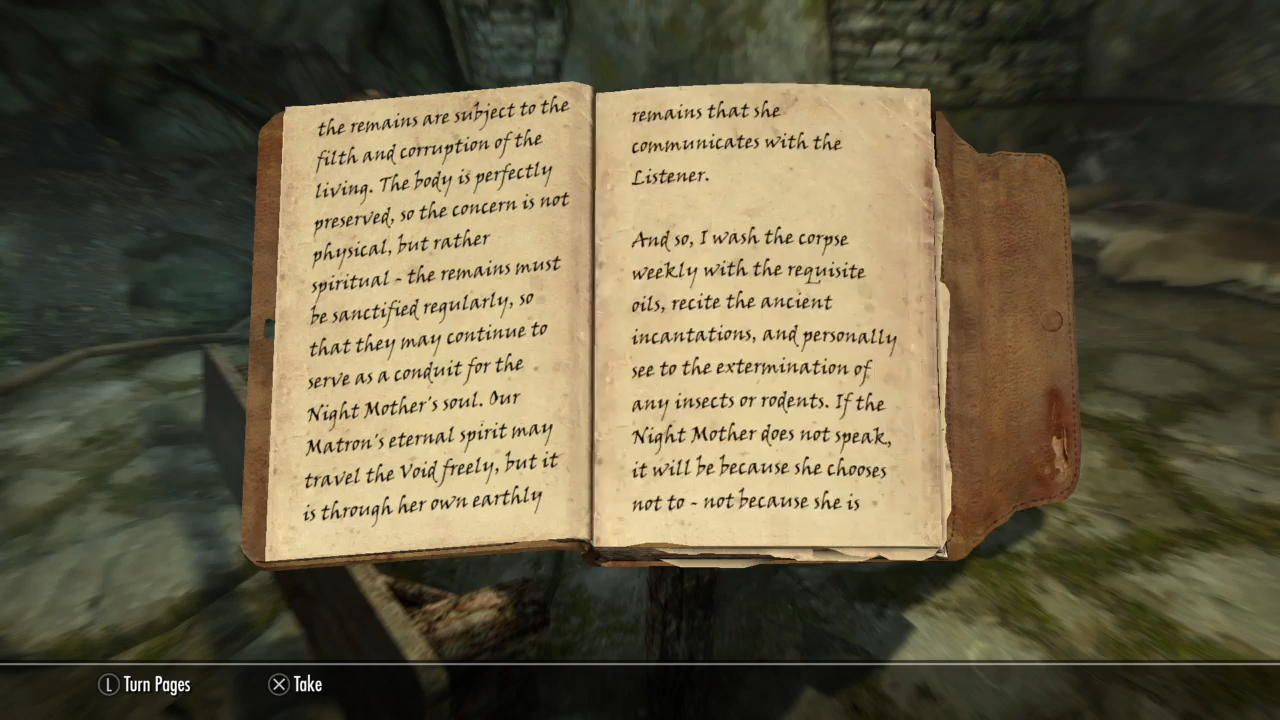 the remains are subject to the
filth and corruption of the
living. The body is perfectly
preserved, so the concern is not
physical, but rather
spiritual - the remains must
be sanctified regularly, so
that they may continue to
serve as a conduit for the
Night Mother's soul. Our
Matron's eternal spirit may
travel the Void freely, but it
is through her own earthly
remains that she
communicates with the
Listener.
And so, I wash the corpse
weekly with the requisite
oils, recite the ancient
incantations, and personally
see to the extermination of
any insects or rodents. If the
Night Mother does not speak,
it will be because she chooses
not to - not because she is
L Turn Pages
X Take